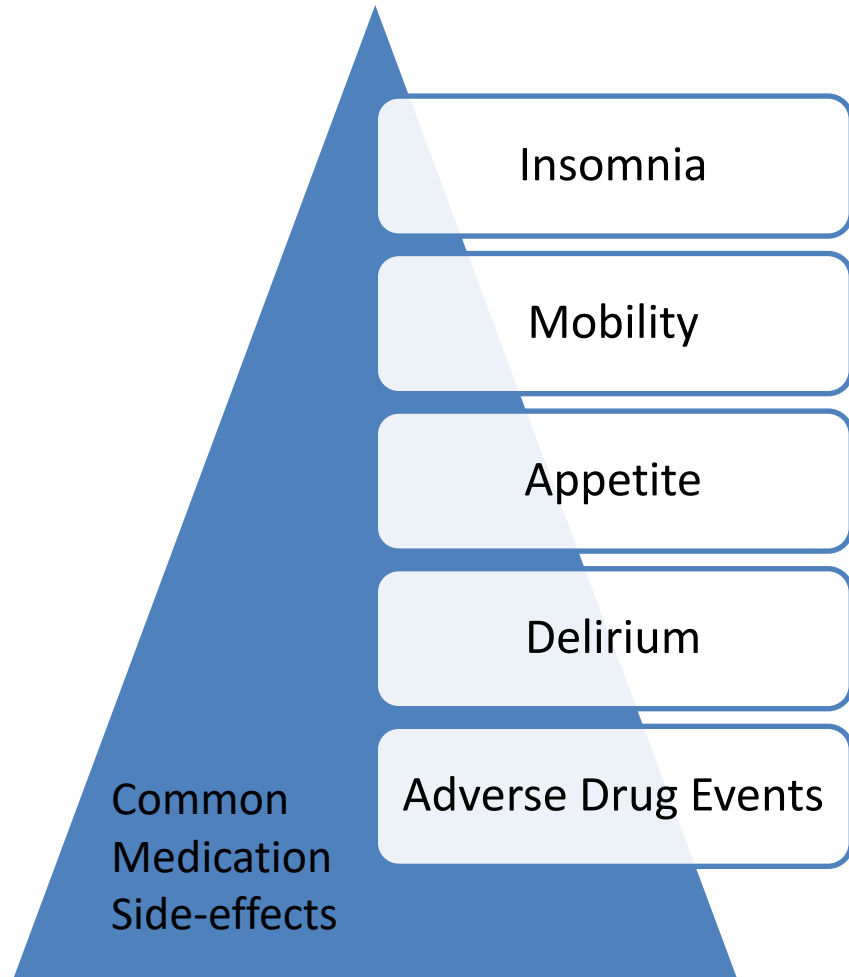 Insomnia
Mobility
Appetite
Delirium
Adverse Drug Events
Common
Medication
Side-effects